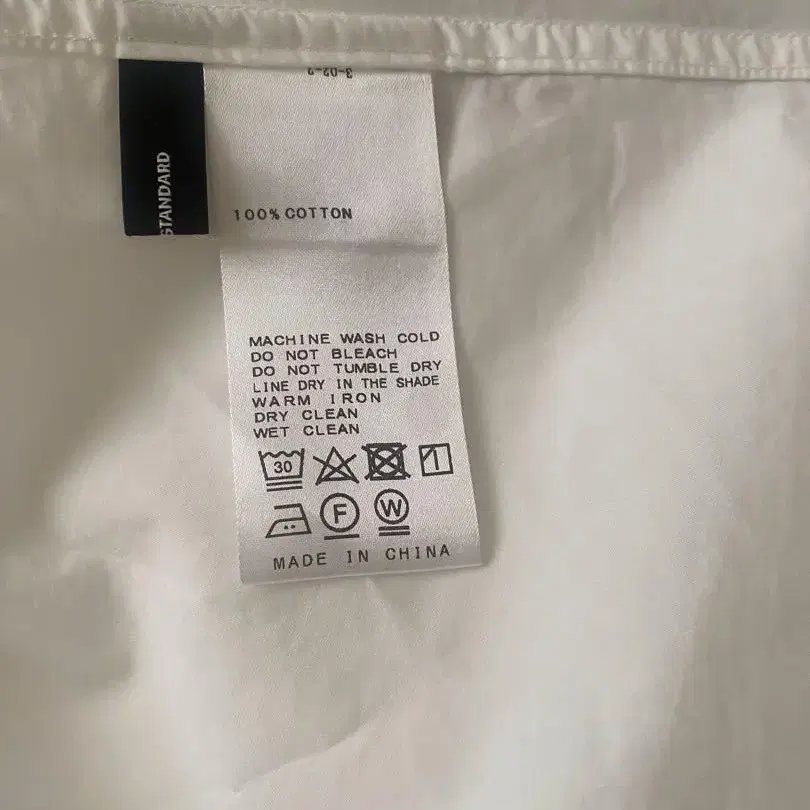 STANDARD
100% COTTON
MACHINE WASH COLD
DO NOT BLEACH
DO NOT TUMBLE DRY
LINE DRY IN THE SHADE
WARM IRON
DRY CLEAN
WET CLEAN
30
F W
MADE IN CHINA